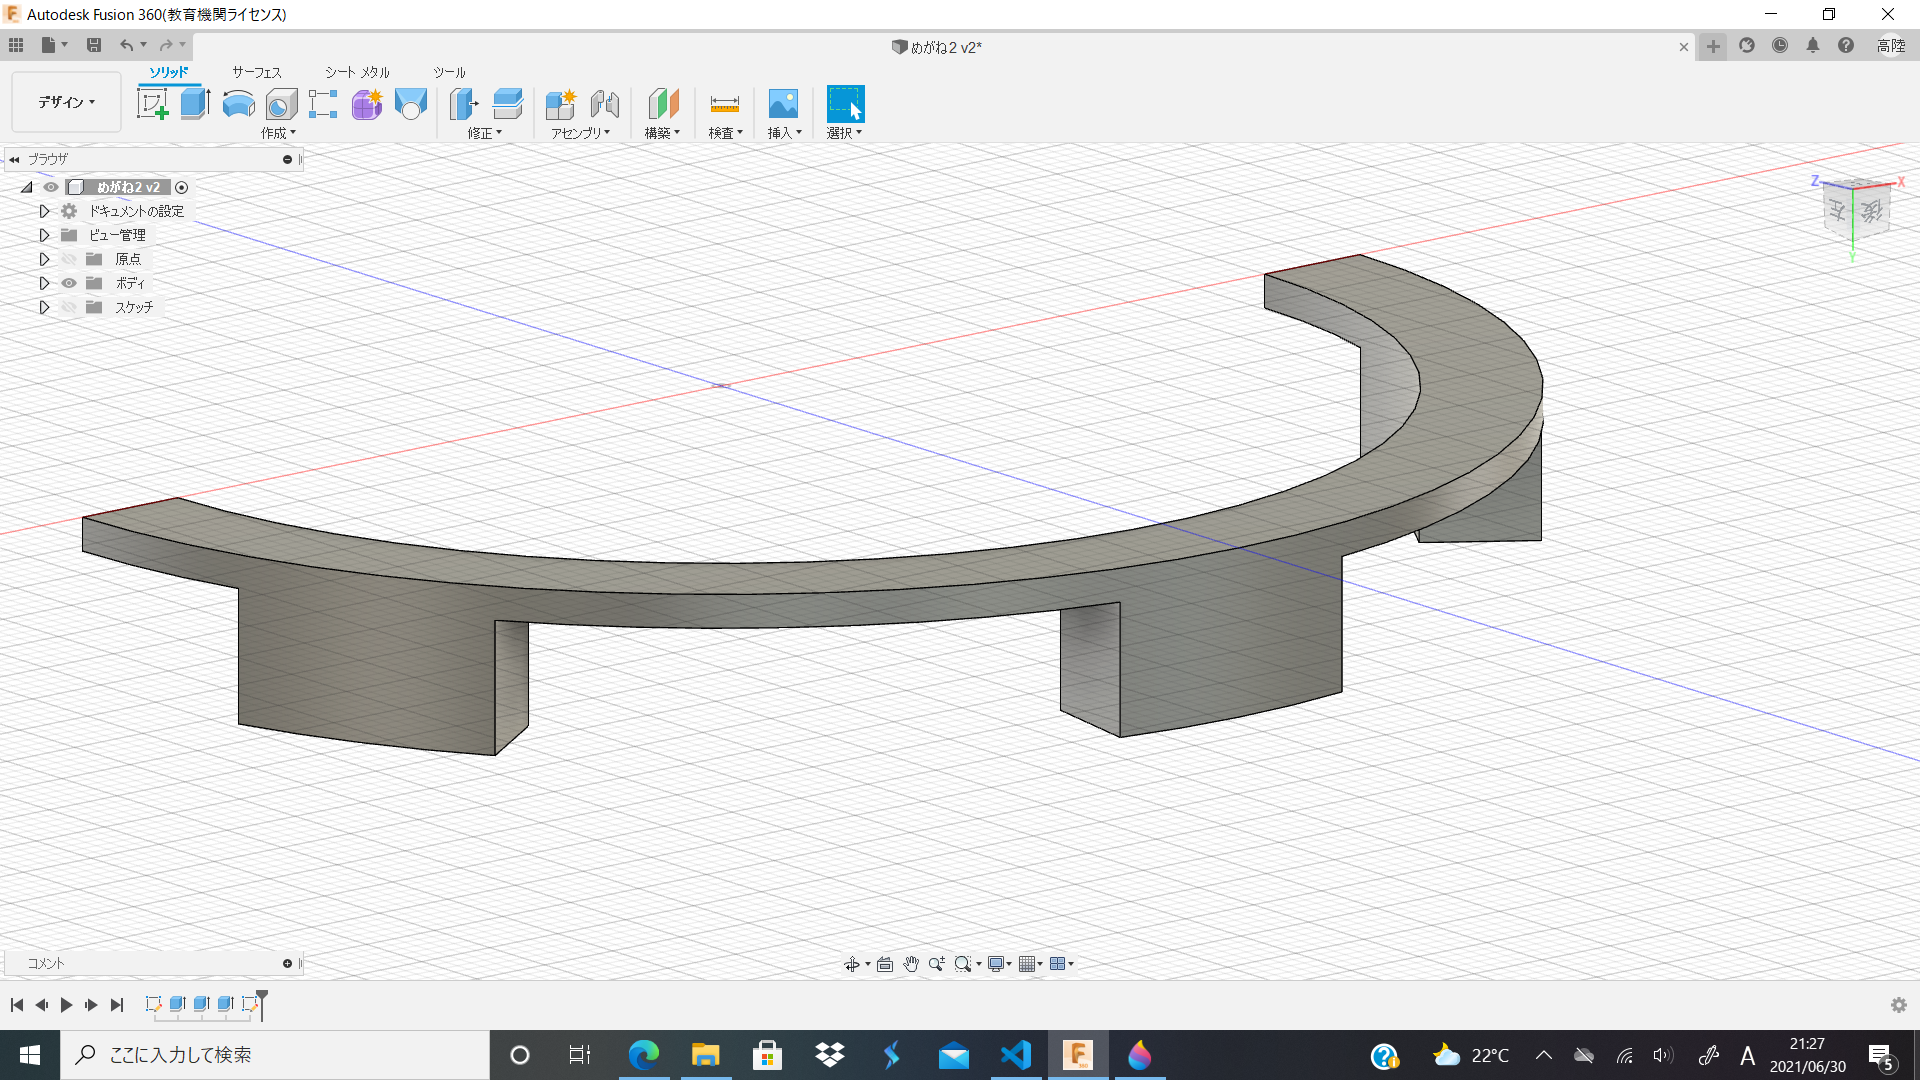 Autodesk Fusion 360(教育機関ライセンス)
めがね2 v2*
高陸
デザイン
ソリッド
サーフェス
シート メタル
ツール
作成
修正
アセンブリ
構築
検査
挿入
選択
ブラウザ
めがね2 v2
ドキュメントの設定
ビュー管理
原点
ボディ
スケッチ
Z
X
左
後
Y
コメント
ここに入力して検索
F
360
22°C
A
21:27
2021/06/30
5